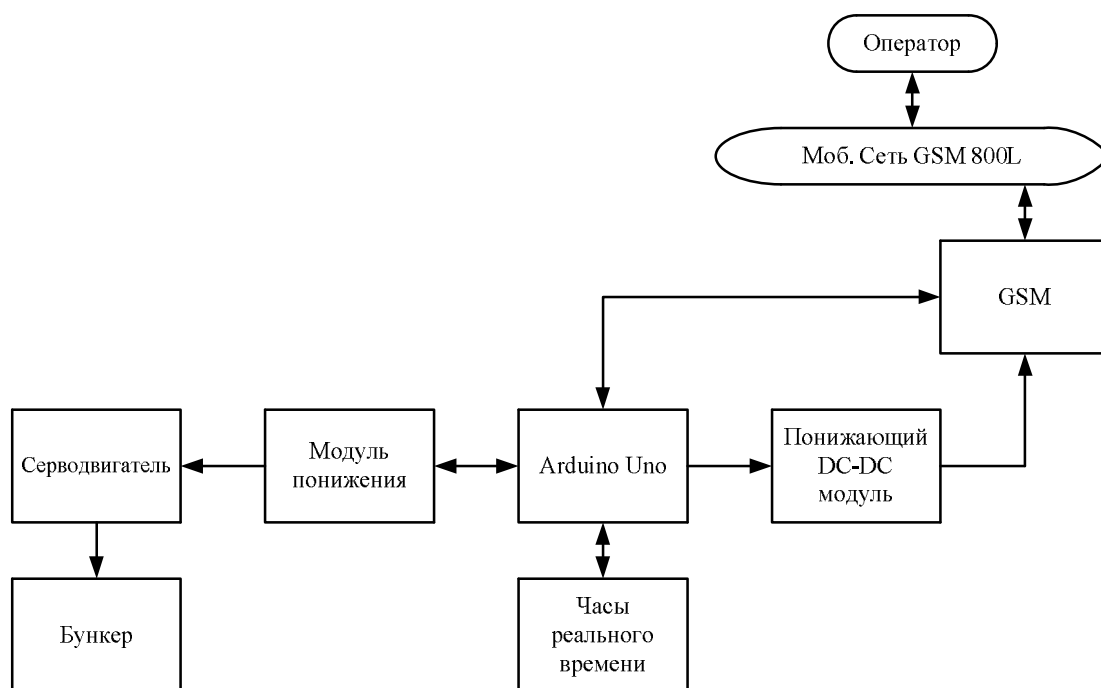 Оператор
Моб. Сеть GSM 800L
GSM
Серводвигатель
Модуль
понижения
Arduino Uno
Понижающий
DC-DC
модуль
Бункер
Часы
реального
времени